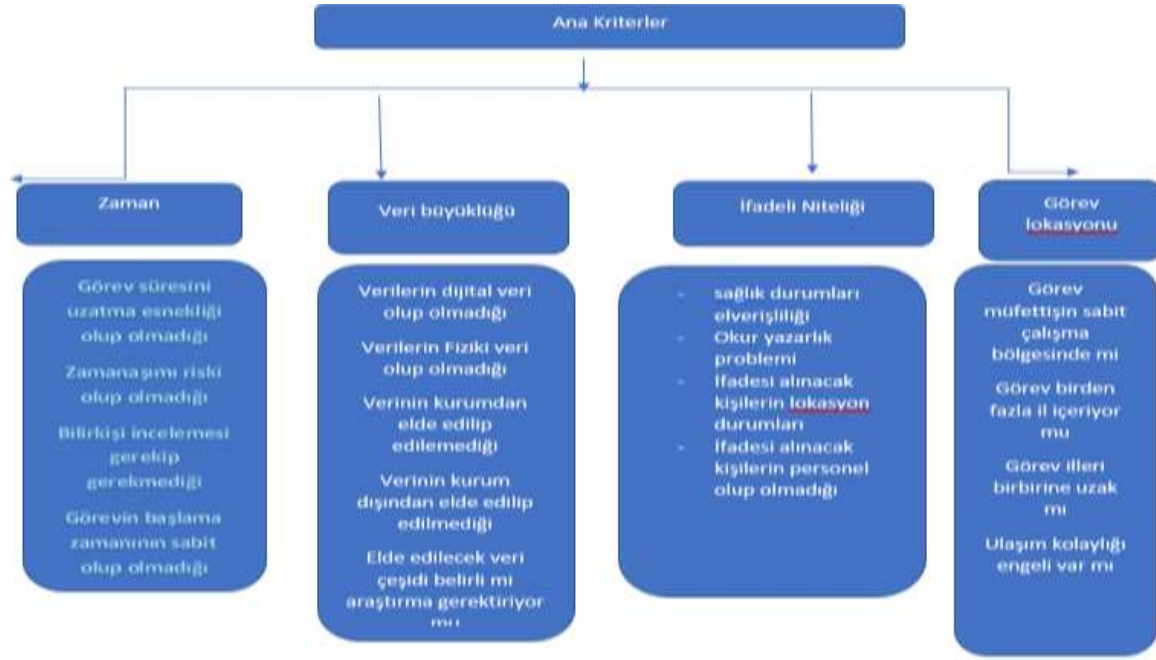 Ana Kriterler
Zaman
Görev süresini
uzatma esnekliği
olup olmadığı
Zamanaşımı riski
olup olmadığı
Bilirkişi incelemesi
gerekip
gerekmediği
Görevin başlama
zamanının sabit
olup olmadığı
Veri büyüklüğü
Verilerin dijital veri
olup olmadığı
Verilerin Fiziki veri
olup olmadığı
Verinin kurumdan
elde edilip
edilemediği
Verinin kurum
dışından elde edilip
edilmediği
Elde edilecek veri
çeşidi belirli mi
araştırma gerektiriyor
mu
İfadeli Niteliği
- sağlık durumları
elverişliliği
- Okur yazarlık
problemi
- İfadesi alınacak
kişilerin lokasyon
durumları
- İfadesi alınacak
kişilerin personel
olup olmadığı
Görev
lokasyonu
Görev
müfettişin sabit
çalışma
bölgesinde mi
Görev birden
fazla il içeriyor
mu
Görev illeri
birbirine uzak
mı
Ulaşım kolaylığı
engeli var mı